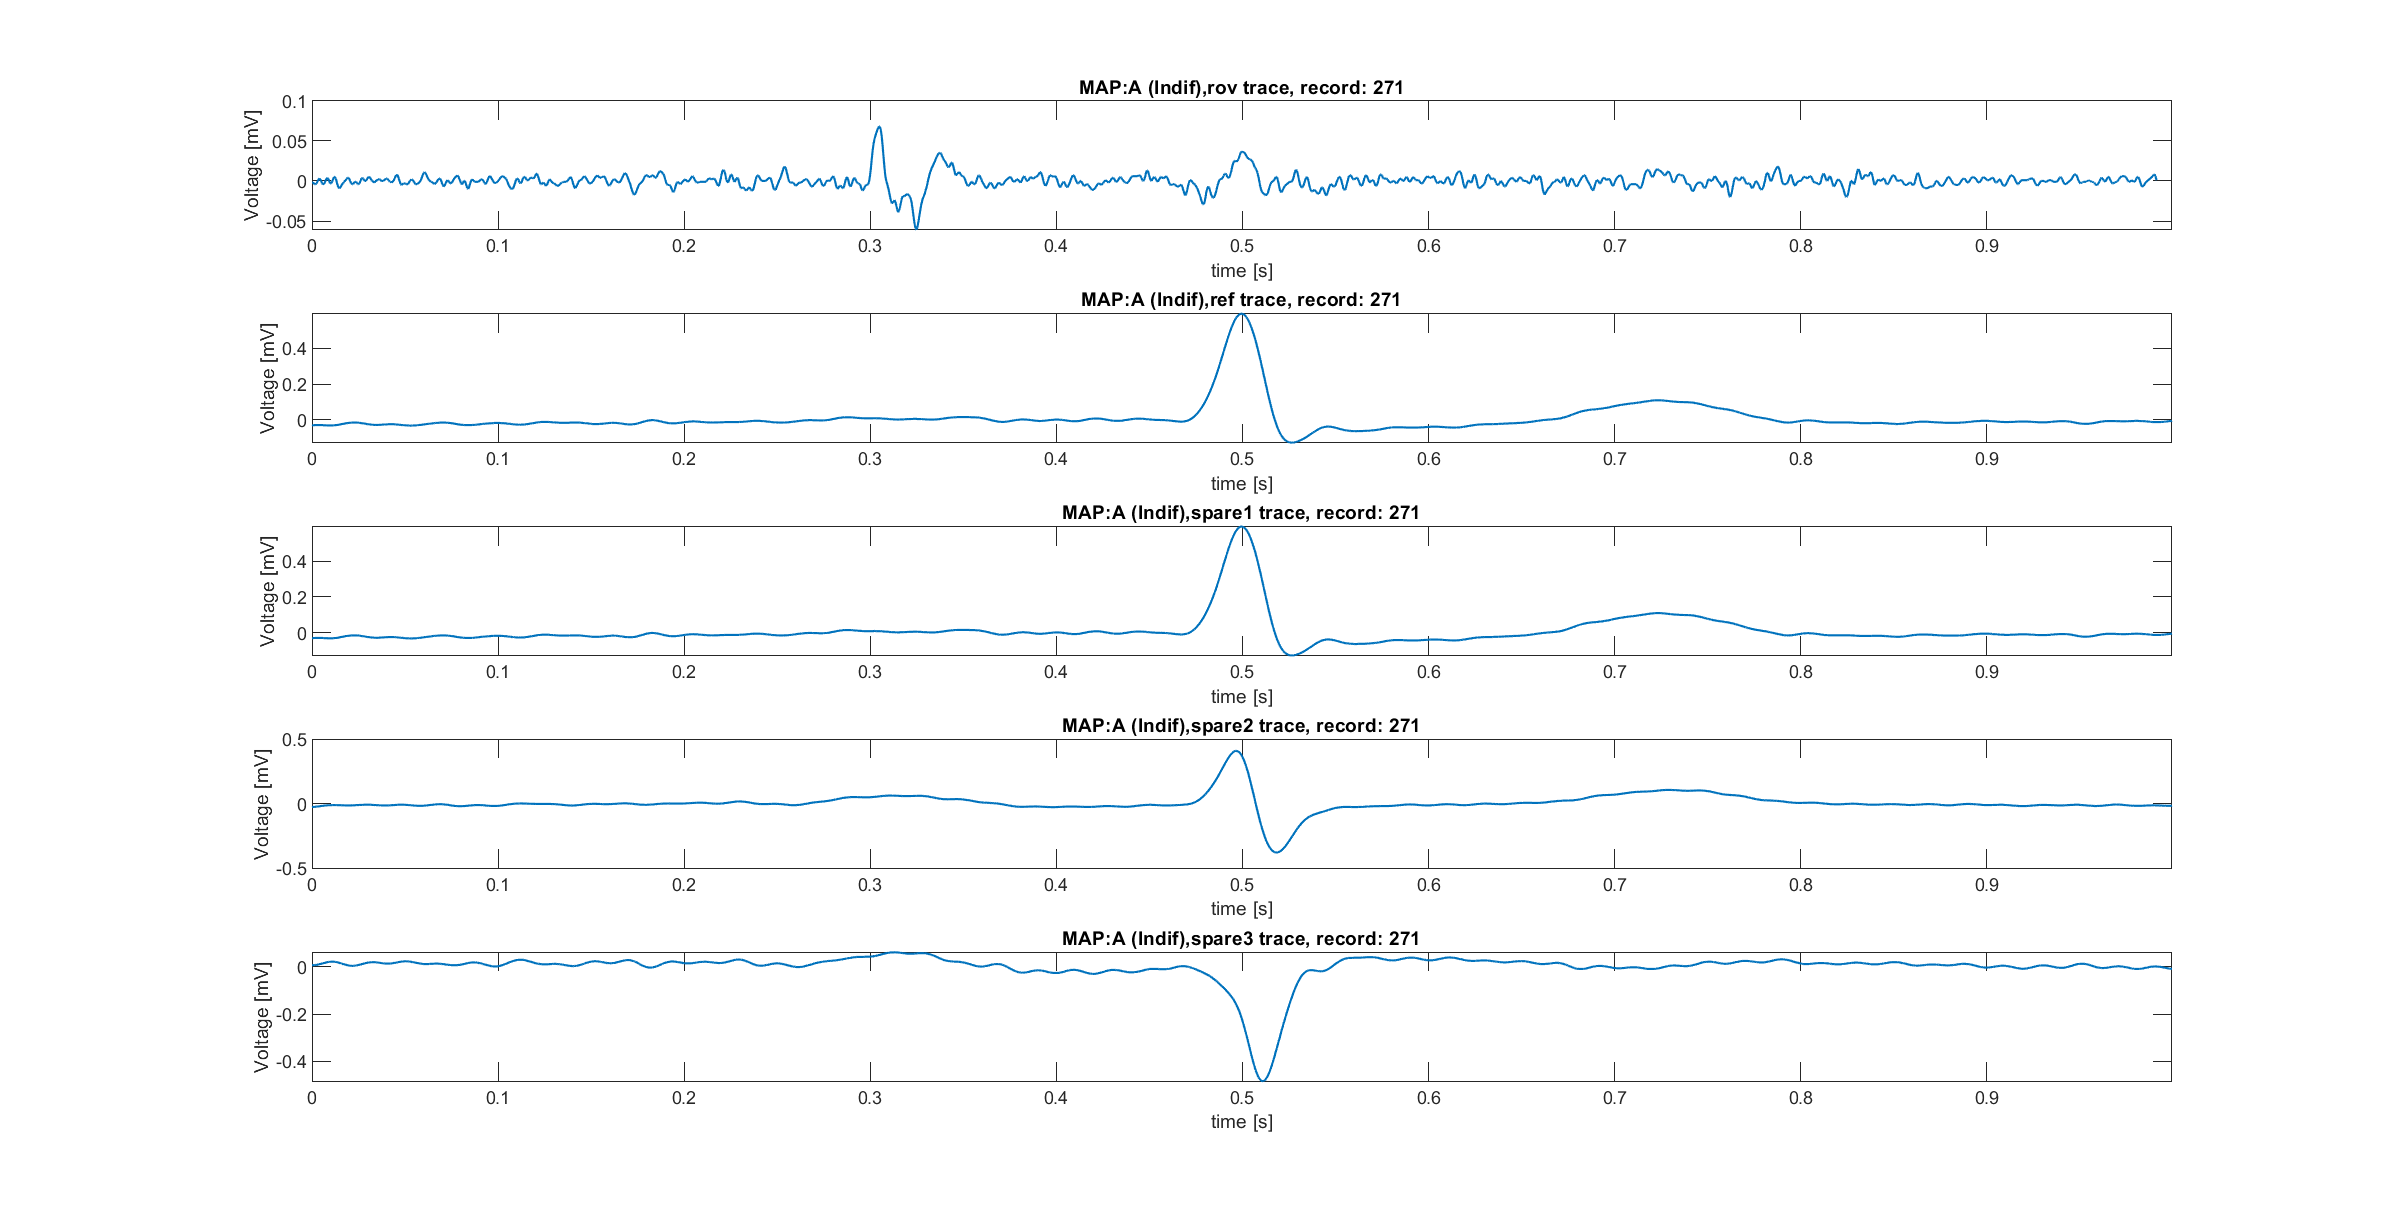 MAP:A (Indif),rov trace, record: 271
Voltage [mV]
0.1
0.05
0
-0.05
0 0.1 0.2 0.3 0.4 0.5 0.6 0.7 0.8 0.9
time [s]
MAP:A (Indif),ref trace, record: 271
Voltage [mV]
0.4
0.2
0
0 0.1 0.2 0.3 0.4 0.5 0.6 0.7 0.8 0.9
time [s]
MAP:A (Indif),spare1 trace, record: 271
Voltage [mV]
0.4
0.2
0
0 0.1 0.2 0.3 0.4 0.5 0.6 0.7 0.8 0.9
time [s]
MAP:A (Indif),spare2 trace, record: 271
Voltage [mV]
0.5
0
-0.5
0 0.1 0.2 0.3 0.4 0.5 0.6 0.7 0.8 0.9
time [s]
MAP:A (Indif),spare3 trace, record: 271
Voltage [mV]
0
-0.2
-0.4
0 0.1 0.2 0.3 0.4 0.5 0.6 0.7 0.8 0.9
time [s]